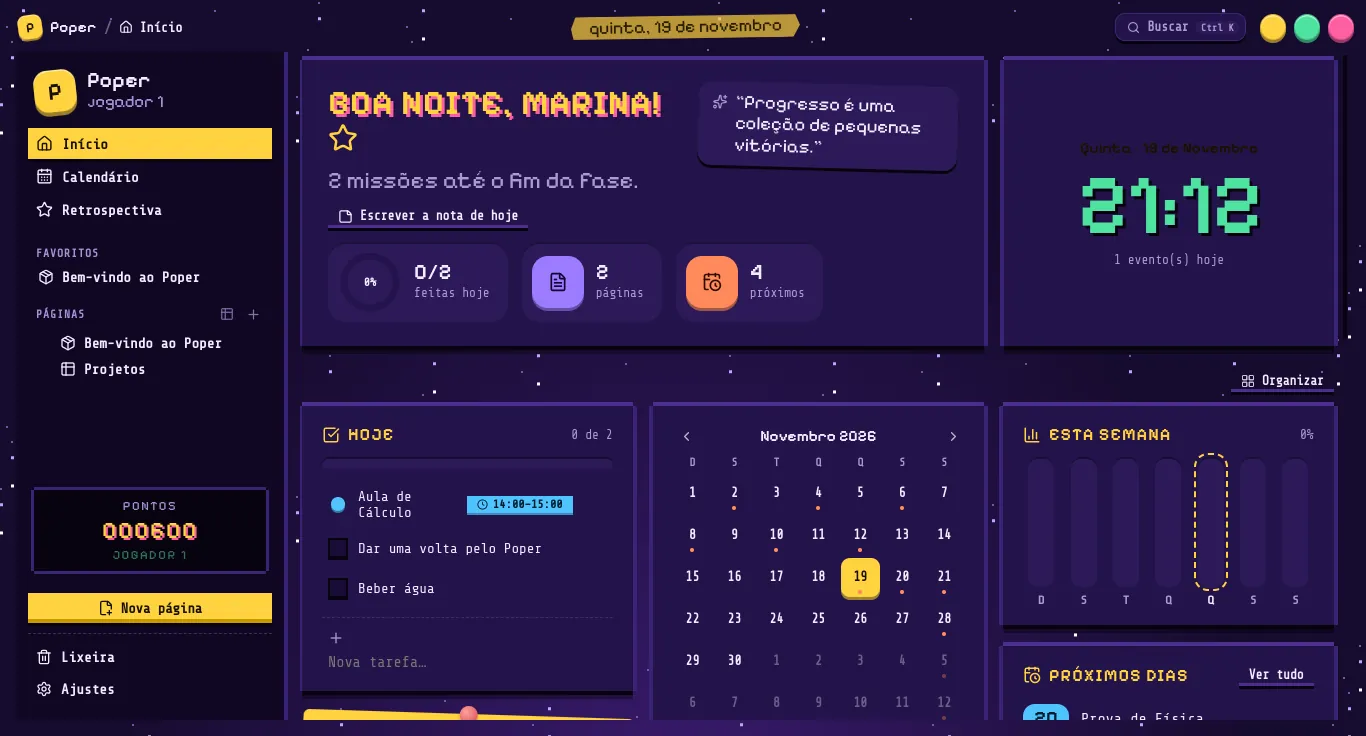 P Poper / Início
quinta, 19 de novembro
Buscar Ctrl K
P Poper
Jogador 1
Início
Calendário
Retrospectiva
FAVORITOS
Bem-vindo ao Poper
PÁGINAS
Bem-vindo ao Poper
Projetos
PONTOS
000600
JOGADOR 1
Nova página
Lixeira
Ajustes
BOA NOITE, MARINA!
2 missões até o fim da fase.
Escrever a nota de hoje
“Progresso é uma
coleção de pequenas
vitórias.”
0%
0/2
feitas hoje
2
páginas
4
próximos
Quinta, 19 de Novembro
21:12
1 evento(s) hoje
Organizar
HOJE
0 de 2
Aula de
Cálculo
14:00–15:00
Dar uma volta pelo Poper
Beber água
Nova tarefa…
Novembro 2026
D S T Q Q S S
1 2 3 4 5 6 7
8 9 10 11 12 13 14
15 16 17 18 19 20 21
22 23 24 25 26 27 28
29 30 1 2 3 4 5
6 7 8 9 10 11 12
ESTA SEMANA
0%
D S T Q Q S S
PRÓXIMOS DIAS
Ver tudo
20 Prova de Física